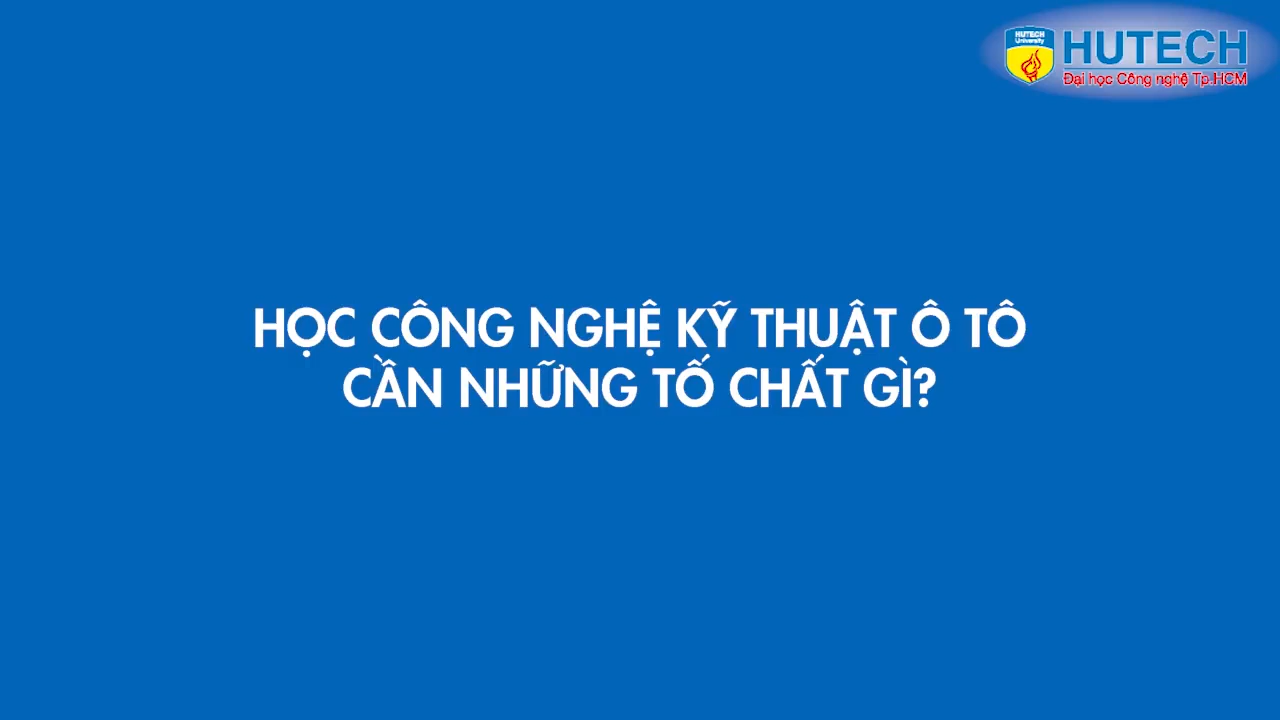 HUTECH
University
HUTECH
Đại học Công nghệ Tp.HCM
HỌC CÔNG NGHỆ KỸ THUẬT Ô TÔ
CẦN NHỮNG TỐ CHẤT GÌ?